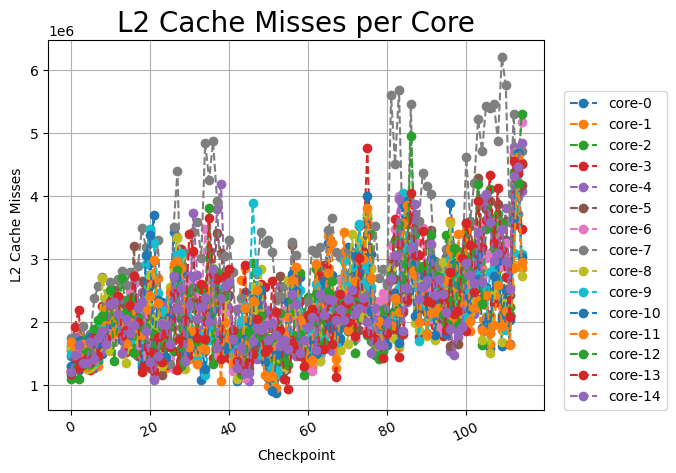 L2 Cache Misses per Core
1e6
6
5
4
3
2
1
L2 Cache Misses
0
20
40
60
80
100
Checkpoint
core-0
core-1
core-2
core-3
core-4
core-5
core-6
core-7
core-8
core-9
core-10
core-11
core-12
core-13
core-14